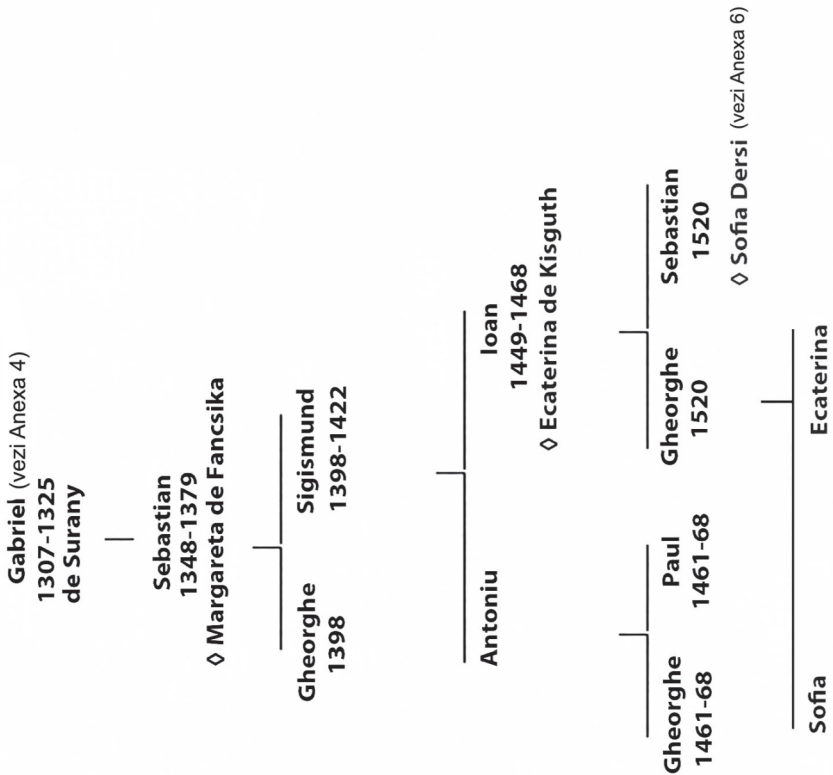 Gabriel (vezi Anexa 4)
1307-1325
de Surany
Sebastian
1348-1379
◊ Margareta de Fancsika
Gheorghe
1398
Sigismund
1398-1422
Antoniu
Ioan
1449-1468
◊ Ecaterina de Kisguth
Gheorghe
1461-68
Paul
1461-68
Gheorghe
1520
Sebastian
1520
◊ Sofia Dersi (vezi Anexa 6)
Sofia
Ecaterina